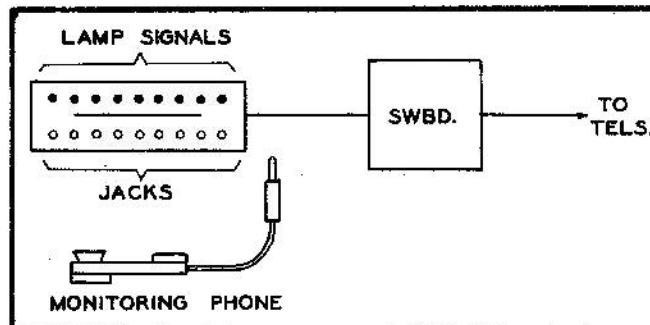 LAMP SIGNALS
SWBD.
TO
TELS.
JACKS
MONITORING PHONE